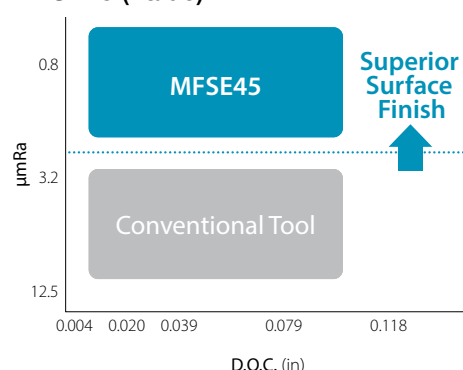 0.8
MFSE45
Superior
Surface
Finish
µmRa
3.2
Conventional Tool
12.5
0.004 0.020 0.039 0.079 0.118
D.O.C. (in)